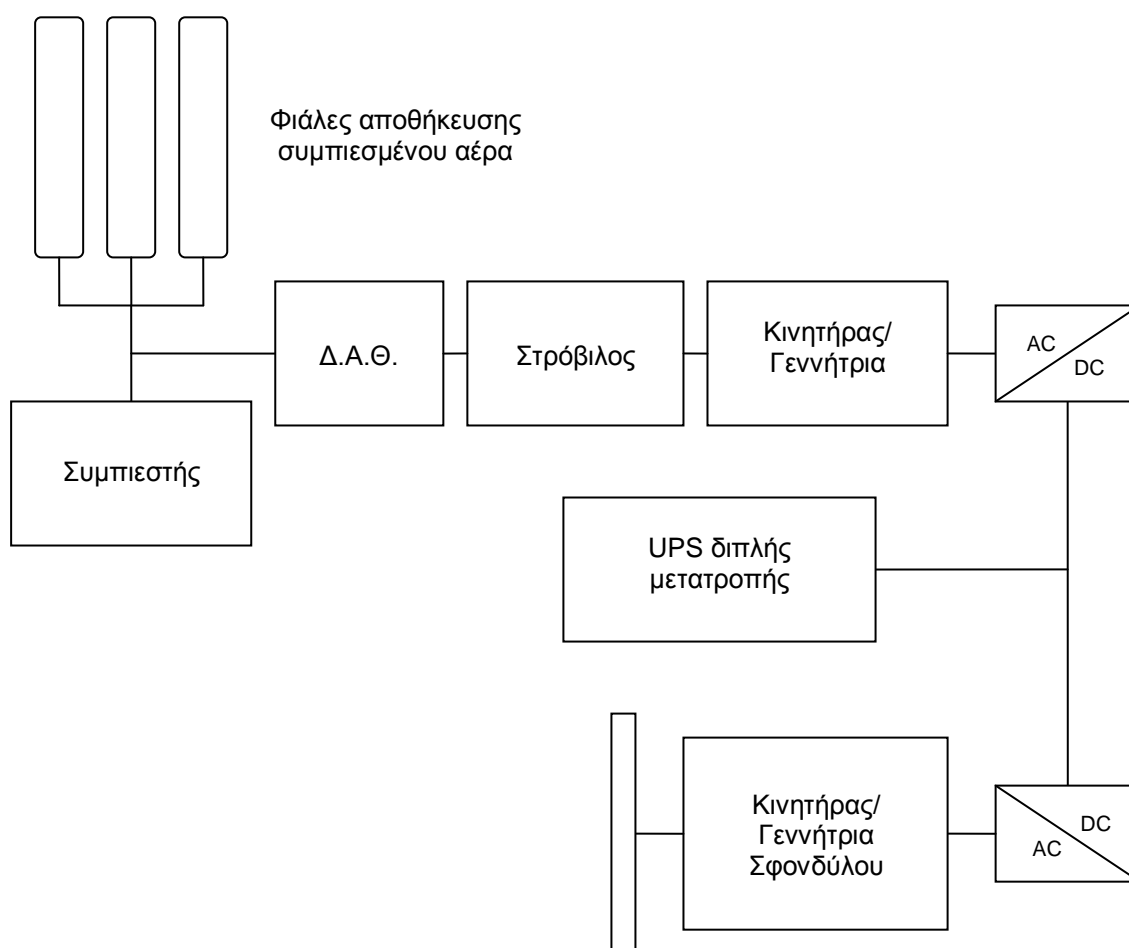 Φιάλες αποθήκευσης
συμπιεσμένου αέρα
Δ.Α.Θ.
Στρόβιλος
Κινητήρας/
Γεννήτρια
AC
DC
Συμπιεστής
UPS διπλής
μετατροπής
Κινητήρας/
Γεννήτρια
Σφονδύλου
DC
AC